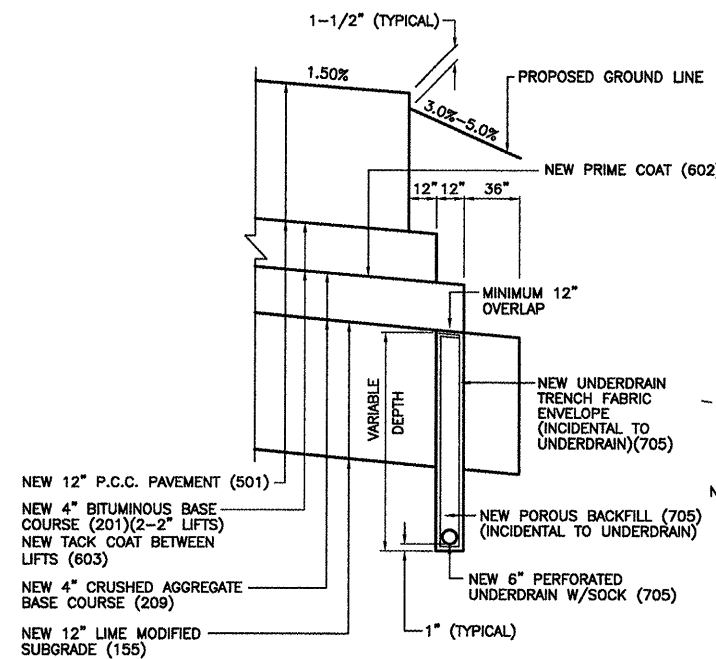 1-1/2" (TYPICAL)
1.50%
PROPOSED GROUND LINE
3.0%-5.0%
NEW PRIME COAT (602)
12" 12" 36"
MINIMUM 12"
OVERLAP
VARIABLE
DEPTH
NEW UNDERDRAIN
TRENCH FABRIC
ENVELOPE
(INCIDENTAL TO
UNDERDRAIN)(705)
NEW 12" P.C.C. PAVEMENT (501)
NEW 4" BITUMINOUS BASE
COURSE (201)(2-2" LIFTS)
NEW TACK COAT BETWEEN
LIFTS (603)
NEW POROUS BACKFILL (705)
(INCIDENTAL TO UNDERDRAIN)
NEW 4" CRUSHED AGGREGATE
BASE COURSE (209)
NEW 6" PERFORATED
UNDERDRAIN W/SOCK (705)
NEW 12" LIME MODIFIED
SUBGRADE (155)
1" (TYPICAL)
N